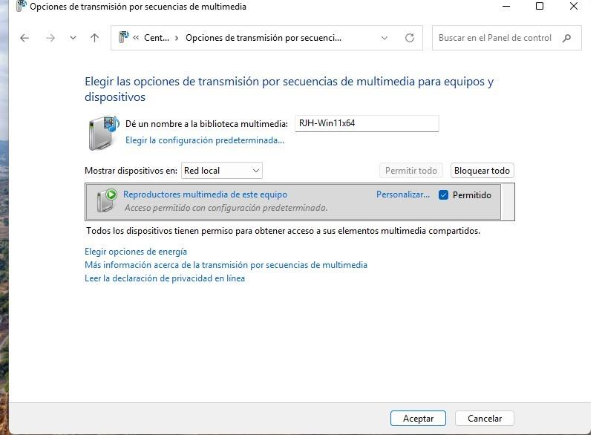 Opciones de transmisión por secuencias de multimedia
« Cent... > Opciones de transmisión por secuenci...
Buscar en el Panel de control
Elegir las opciones de transmisión por secuencias de multimedia para equipos y
dispositivos
Dé un nombre a la biblioteca multimedia: RJH-Win11x64
Elegir la configuración predeterminada...
Mostrar dispositivos en: Red local Permitir todo Bloquear todo
Reproductores multimedia de este equipo Personalizar... Permitido
Acceso permitido con configuración predeterminada.
Todos los dispositivos tienen permiso para obtener acceso a sus elementos multimedia compartidos.
Elegir opciones de energía
Más información acerca de la transmisión por secuencias de multimedia
Leer la declaración de privacidad en línea
Aceptar Cancelar